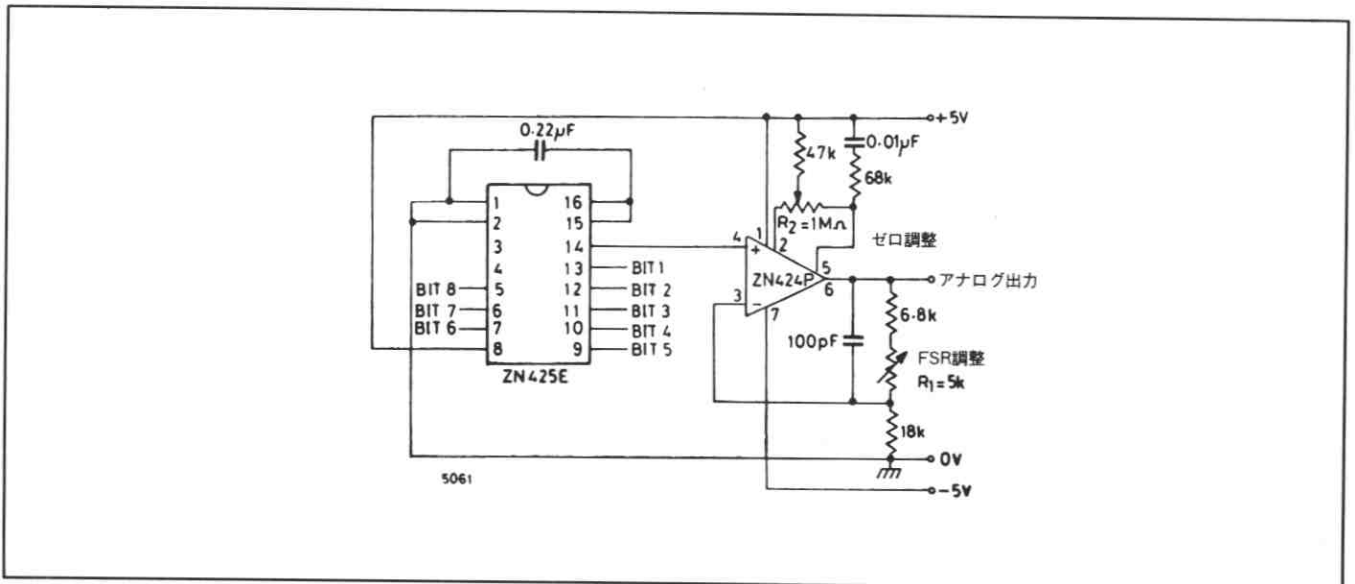 +5V
0.22µF
47k
0.01µF
68k
R2=1MΩ
ゼロ調整
1 16
2 15
3 14
4 13 BIT 1
BIT 8 5 12 BIT 2
BIT 7 6 11 BIT 3
BIT 6 7 10 BIT 4
8 9 BIT 5
ZN425E
4 1 2
+
ZN424P
5
6
3 −
7
アナログ出力
6.8k
100pF
FSR調整
R1=5k
18k
0V
−5V
5061